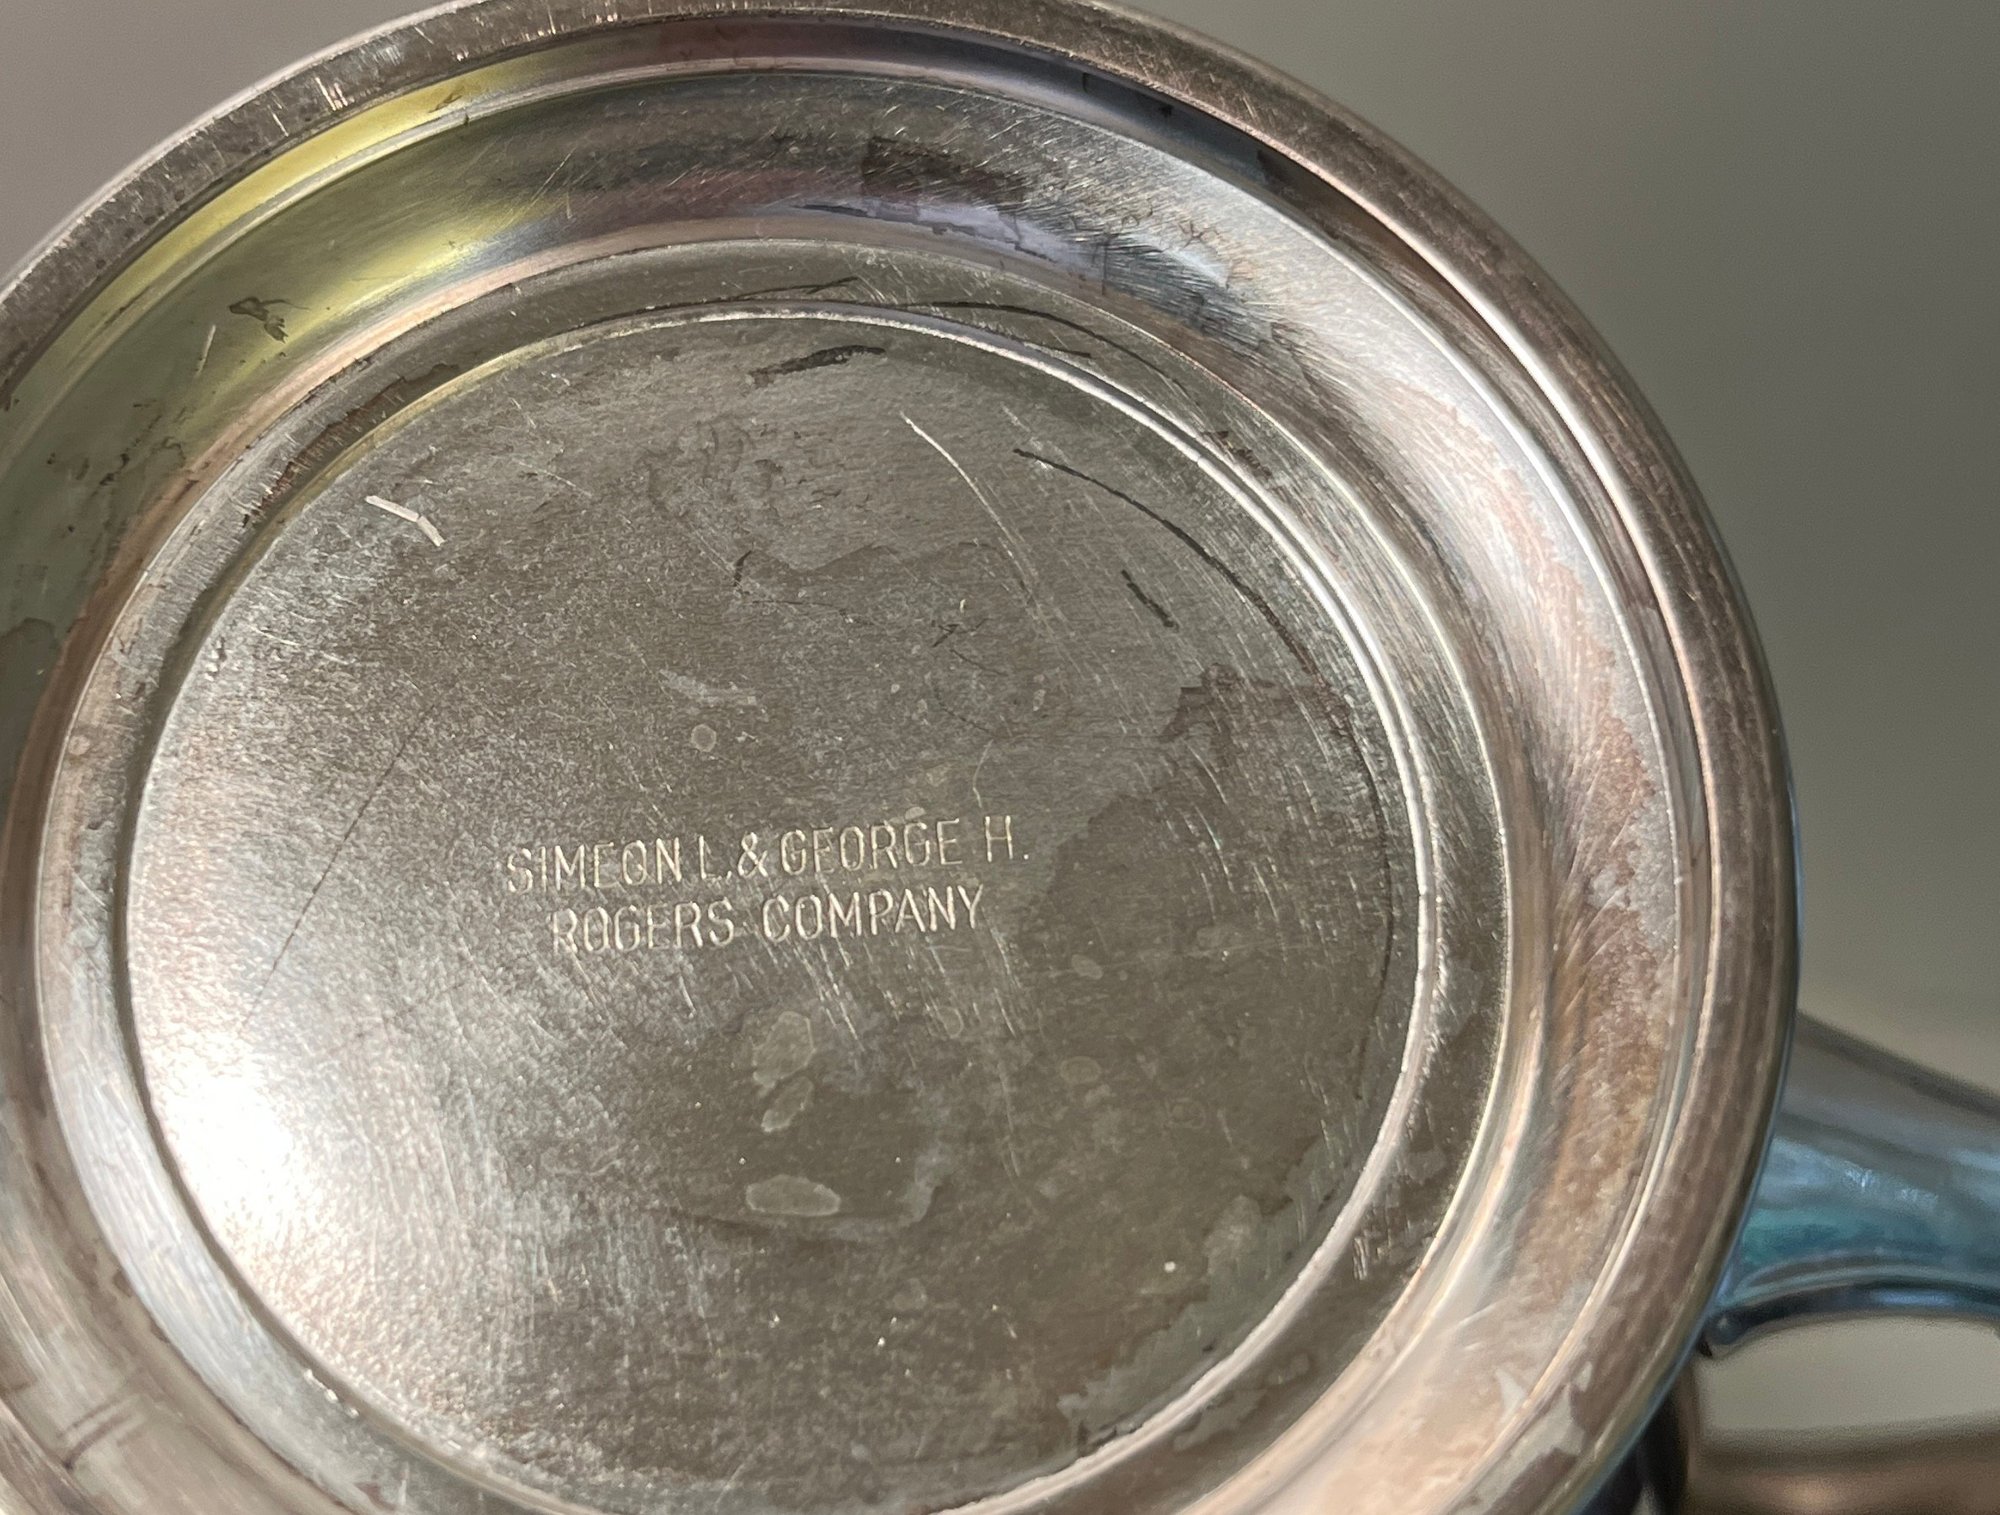 SIMEON L. & GEORGE H.
ROGERS COMPANY